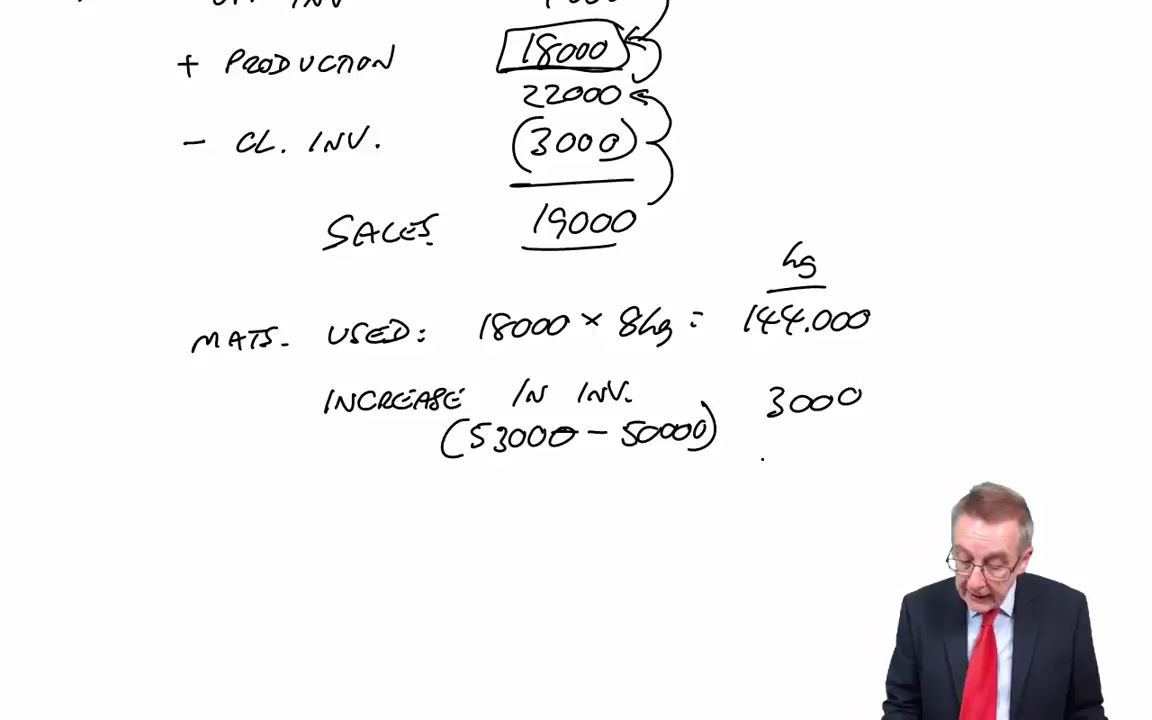 + PRODUCTION 18000
22000
- CL. INV. (3000)
SALES. 19000
kg
MATS. USED: 18000 × 8kg = 144.000
INCREASE IN INV. 3000
(53000 - 50000)